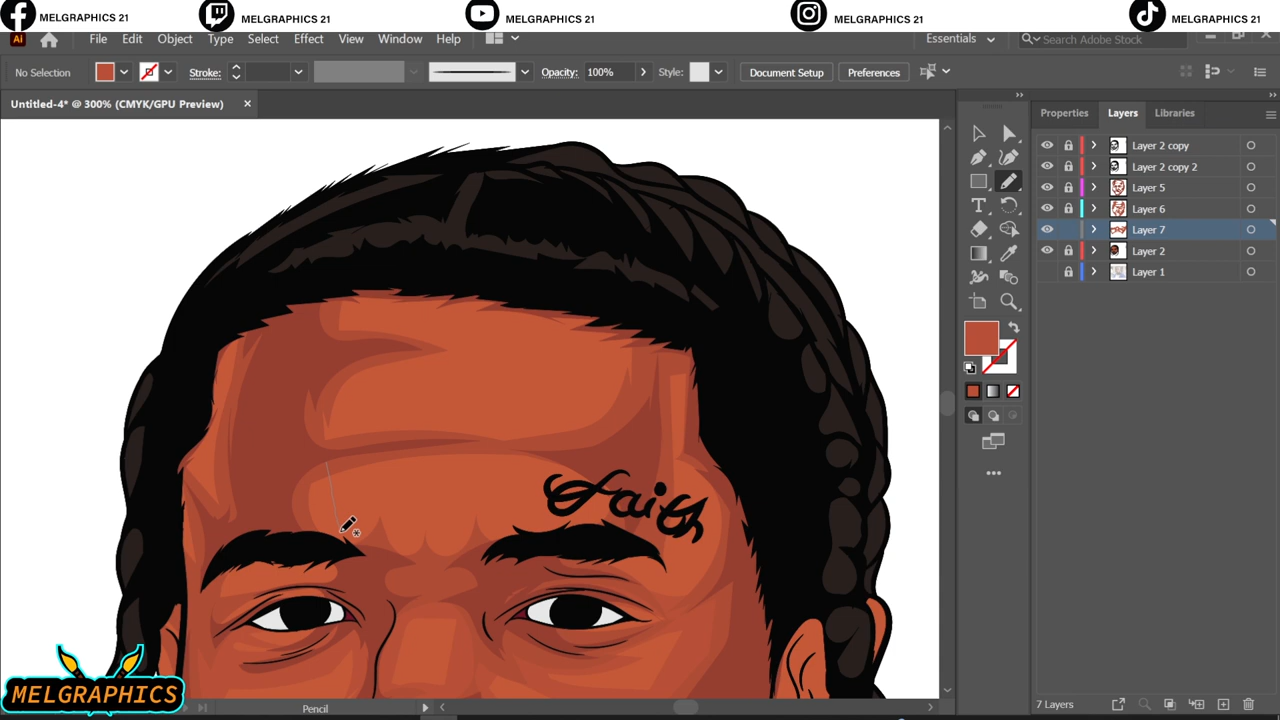 MELGRAPHICS 21
MELGRAPHICS 21
MELGRAPHICS 21
MELGRAPHICS 21
MELGRAPHICS 21
Ai
File Edit Object Type Select Effect View Window Help
Essentials
Search Adobe Stock
No Selection
Stroke:
Opacity: 100%
Style:
Document Setup
Preferences
Untitled-4* @ 300% (CMYK/GPU Preview)
Properties Layers Libraries
Layer 2 copy
Layer 2 copy 2
Layer 5
Layer 6
Layer 7
Layer 2
Layer 1
Faith
MELGRAPHICS
Pencil
7 Layers